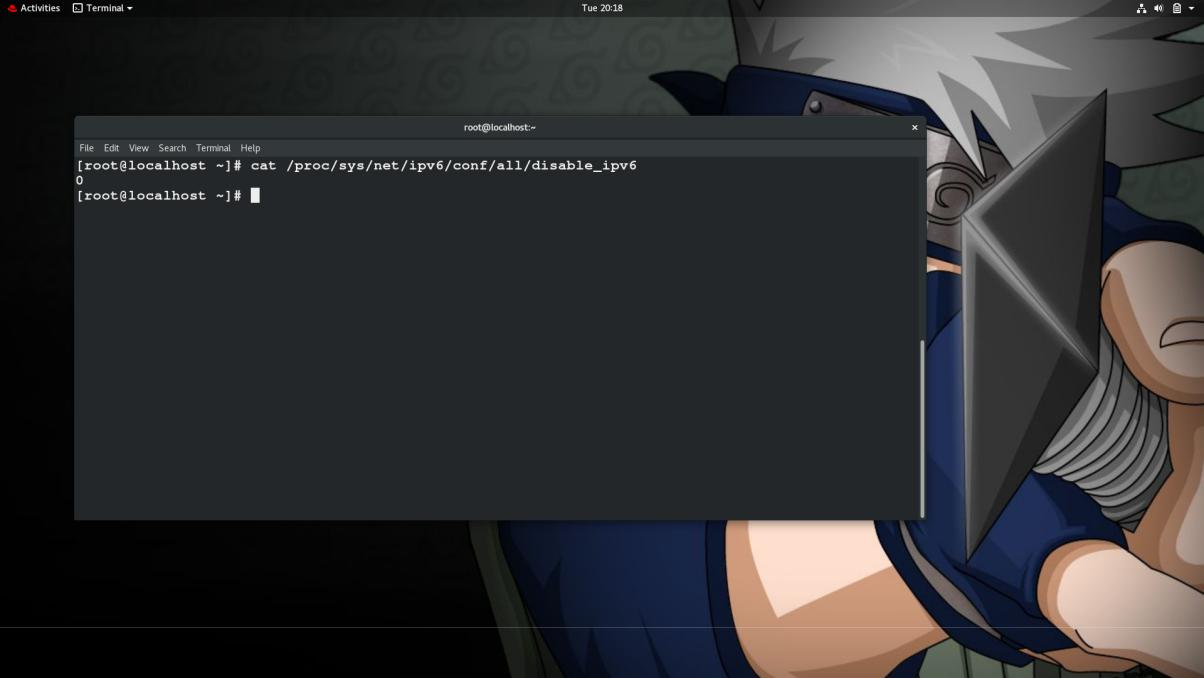 Activities Terminal Tue 20:18
root@localhost:~ ×
File Edit View Search Terminal Help
[root@localhost ~]# cat /proc/sys/net/ipv6/conf/all/disable_ipv6
0
[root@localhost ~]#